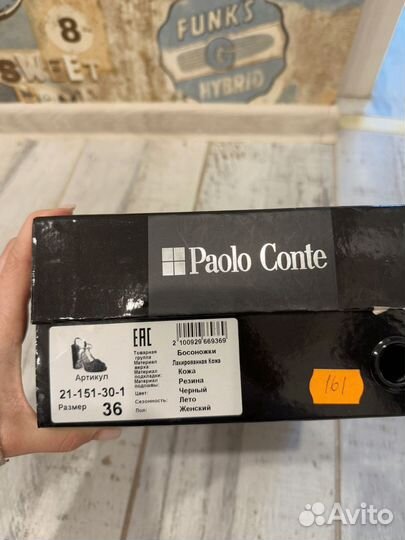 8
FUNKS
G
HYBRID
SWEET
Paolo Conte
EAC
2 100929 669369
Товарная группа Босоножки
Материал верха: Лакированная Кожа
Материал подкладки: Кожа
Материал подошвы: Резина
Цвет: Черный
Сезонность: Лето
Пол: Женский
Артикул
21-151-30-1
Размер 36
161
Avito